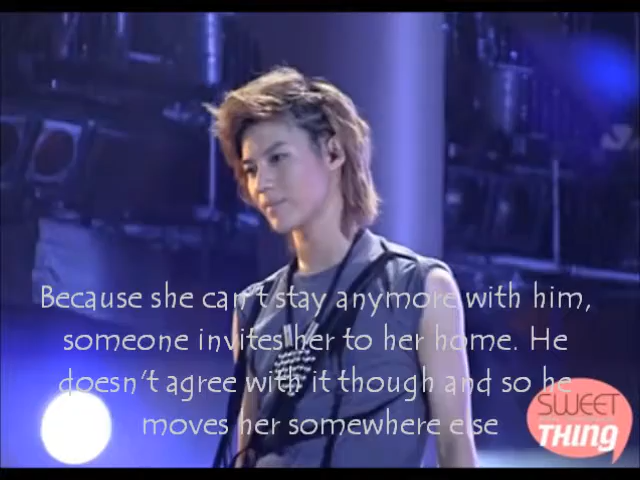 Because she can't stay anymore with him,
someone invites her to her home. He
doesn't agree with it though and so he
moves her somewhere else
SWEET
THING